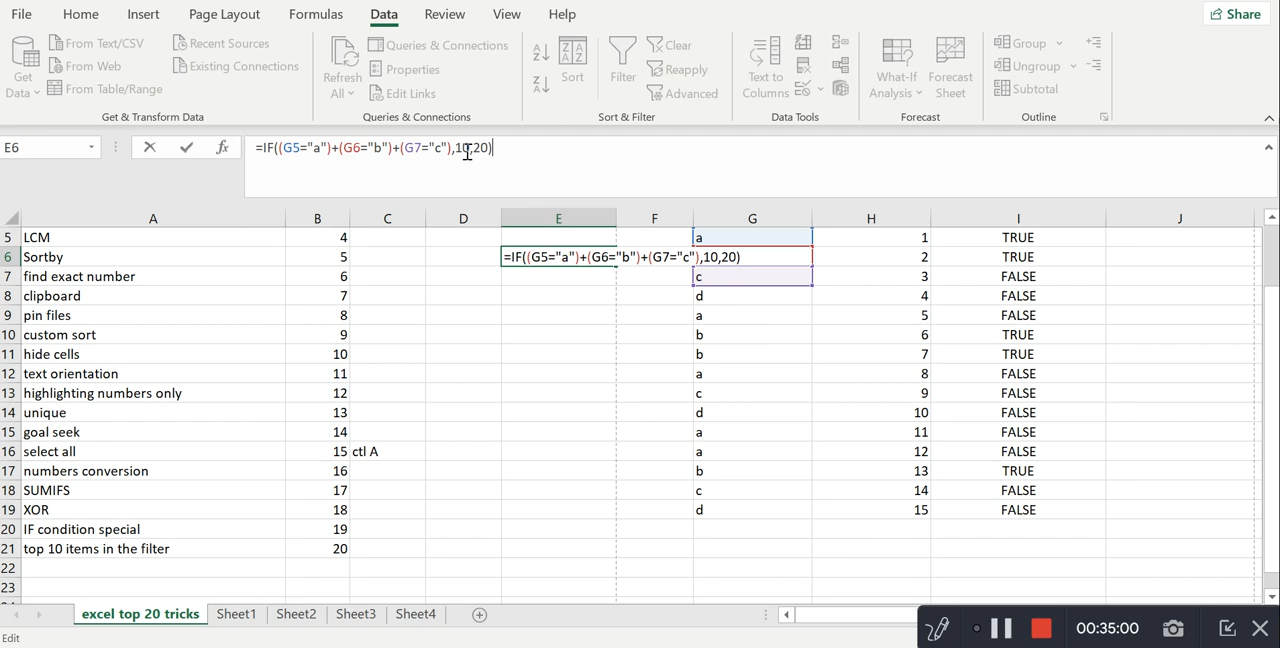 File Home Insert Page Layout Formulas Data Review View Help Share
Get Data
From Text/CSV
From Web
From Table/Range
Recent Sources
Existing Connections
Get & Transform Data
Refresh All
Queries & Connections
Properties
Edit Links
Queries & Connections
Sort
Filter
Clear
Reapply
Advanced
Sort & Filter
Text to Columns
Data Tools
What-If Analysis
Forecast Sheet
Forecast
Group
Ungroup
Subtotal
Outline
E6 fx =IF((G5="a")+(G6="b")+(G7="c"),10,20)
A B C D E F G H I J
5 LCM 4 a 1 TRUE
6 Sortby 5 =IF((G5="a")+(G6="b")+(G7="c"),10,20) 2 TRUE
7 find exact number 6 c 3 FALSE
8 clipboard 7 d 4 FALSE
9 pin files 8 a 5 FALSE
10 custom sort 9 b 6 TRUE
11 hide cells 10 b 7 TRUE
12 text orientation 11 a 8 FALSE
13 highlighting numbers only 12 c 9 FALSE
14 unique 13 d 10 FALSE
15 goal seek 14 a 11 FALSE
16 select all 15 ctl A a 12 FALSE
17 numbers conversion 16 b 13 TRUE
18 SUMIFS 17 c 14 FALSE
19 XOR 18 d 15 FALSE
20 IF condition special 19
21 top 10 items in the filter 20
22
23
excel top 20 tricks Sheet1 Sheet2 Sheet3 Sheet4
00:35:00
Edit